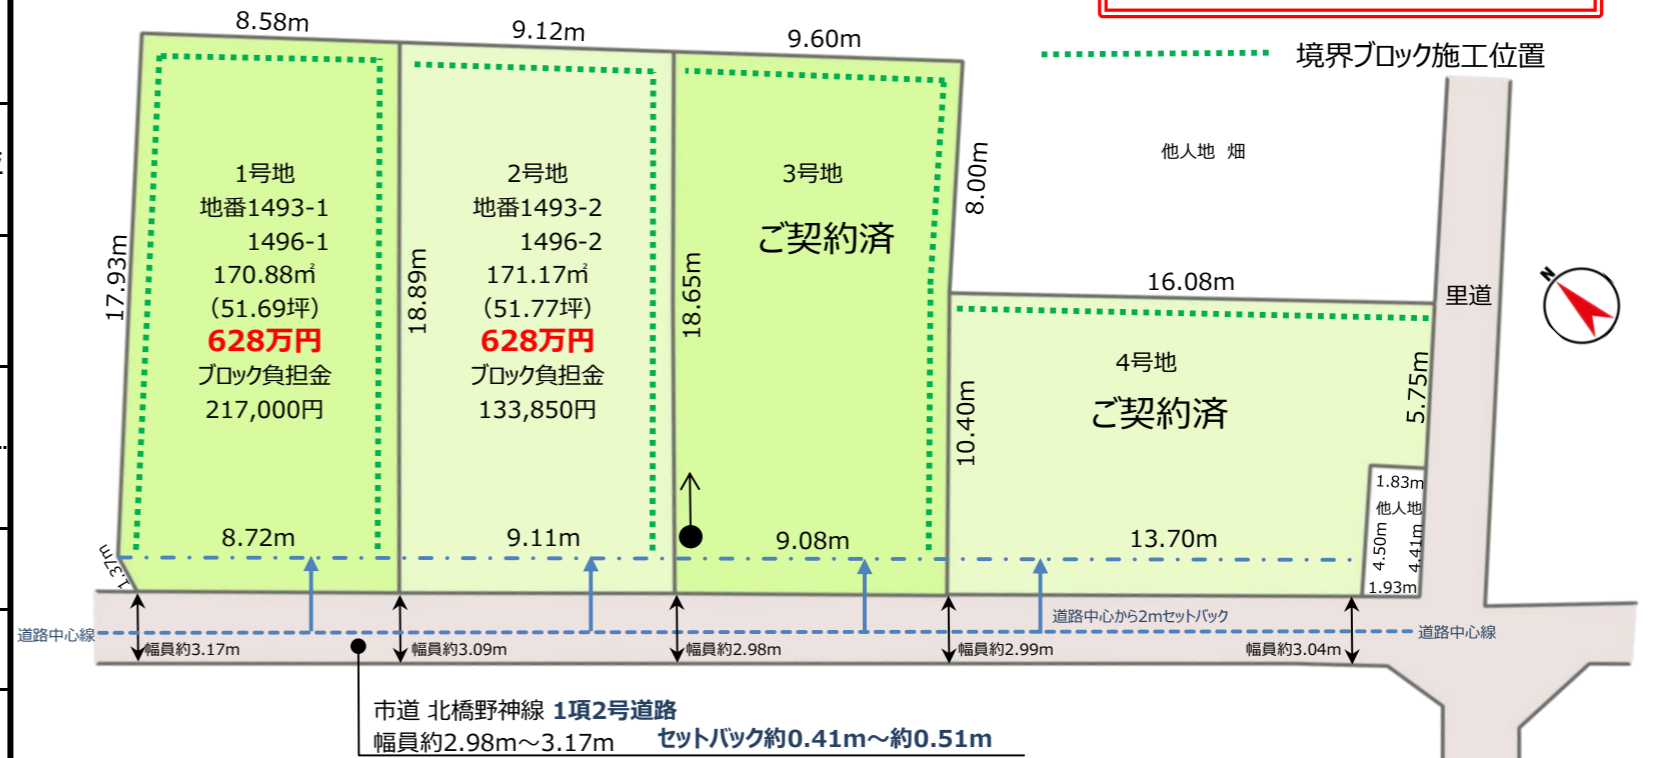 8.58m
9.12m
9.60m
境界ブロック施工位置
1号地
地番1493-1
1496-1
170.88㎡
(51.69坪)
628万円
ブロック負担金
217,000円
17.93m
8.72m
1.37m
18.89m
2号地
地番1493-2
1496-2
171.17㎡
(51.77坪)
628万円
ブロック負担金
133,850円
9.11m
18.65m
3号地
ご契約済
9.08m
8.00m
他人地 畑
16.08m
10.40m
4号地
ご契約済
5.75m
13.70m
1.83m
他人地
4.50m
4.41m
1.93m
里道
N
道路中心から2mセットバック
道路中心線
道路中心線
幅員約3.17m
幅員約3.09m
幅員約2.98m
幅員約2.99m
幅員約3.04m
市道 北橋野神線 1項2号道路
幅員約2.98m～3.17m セットバック約0.41m～約0.51m